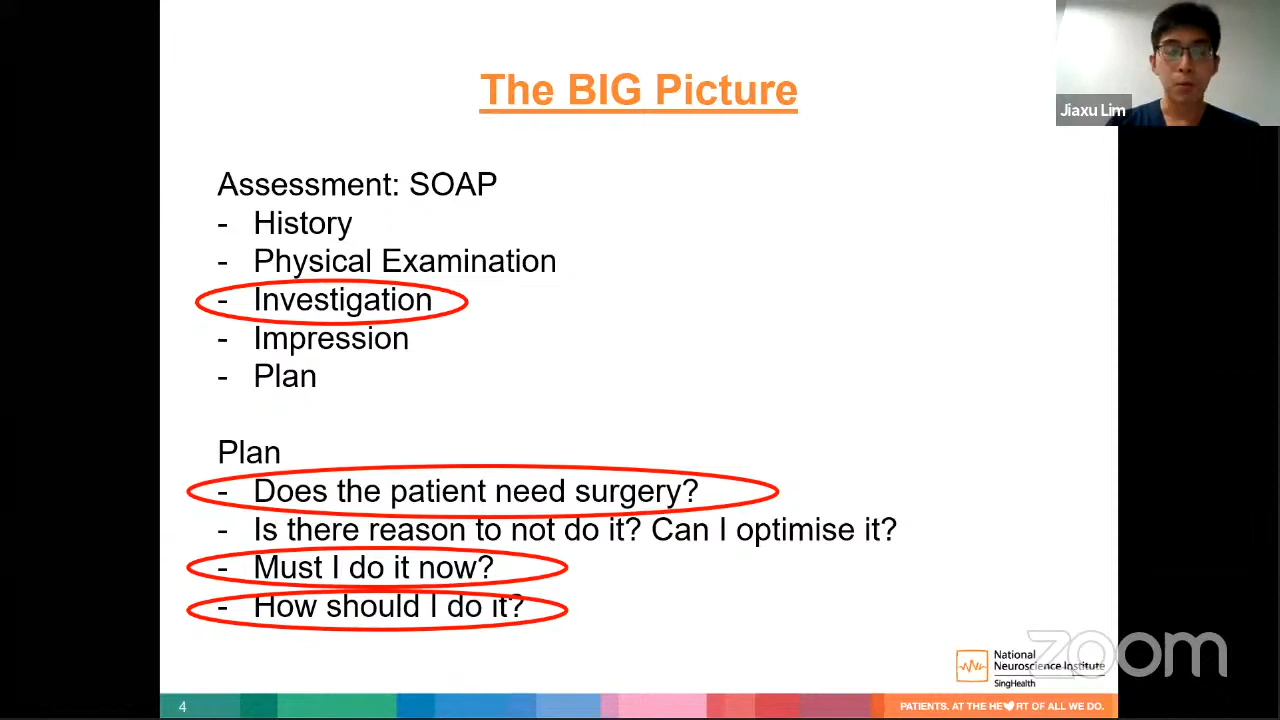 The BIG Picture
Jiaxu Lim
Assessment: SOAP
- History
- Physical Examination
- Investigation
- Impression
- Plan
Plan
- Does the patient need surgery?
- Is there reason to not do it? Can I optimise it?
- Must I do it now?
- How should I do it?
National
Neuroscience Institute
SingHealth
zoom
4
PATIENTS. AT THE HE♥RT OF ALL WE DO.